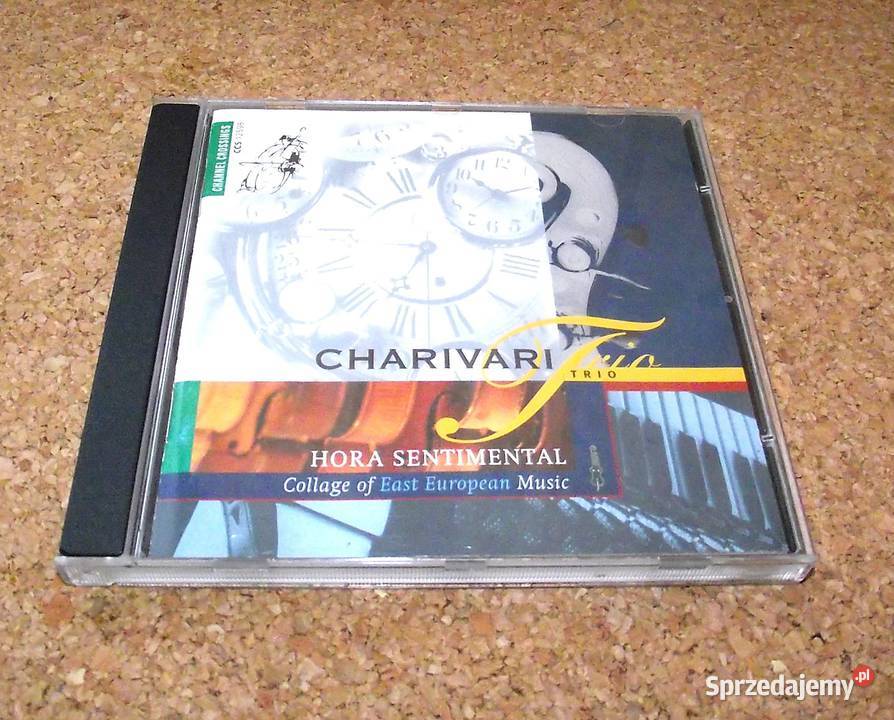 CHANNEL CROSSINGS
CHARIVARI
Trio
TRIO
HORA SENTIMENTAL
Collage of East European Music
Sprzedajemy.pl